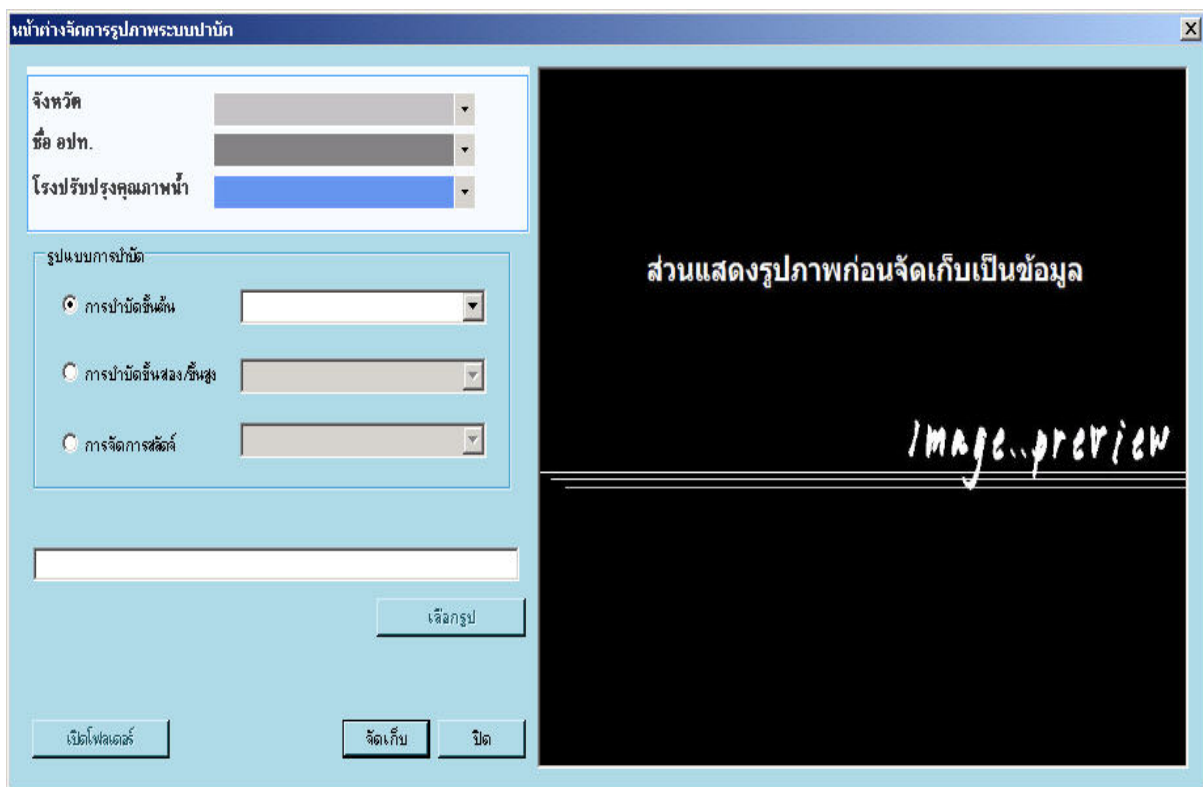 หน้าต่างจัดการรูปภาพระบบบำบัด
จังหวัด
ชื่อ อปท.
โรงปรับปรุงคุณภาพน้ำ
รูปแบบการบำบัด
การบำบัดขั้นต้น
การบำบัดขั้นสอง/ขั้นสูง
การจัดการสลัดจ์
เลือกรูป
เปิดโฟลเดอร์
จัดเก็บ
ปิด
ส่วนแสดงรูปภาพก่อนจัดเก็บเป็นข้อมูล
Image..preview